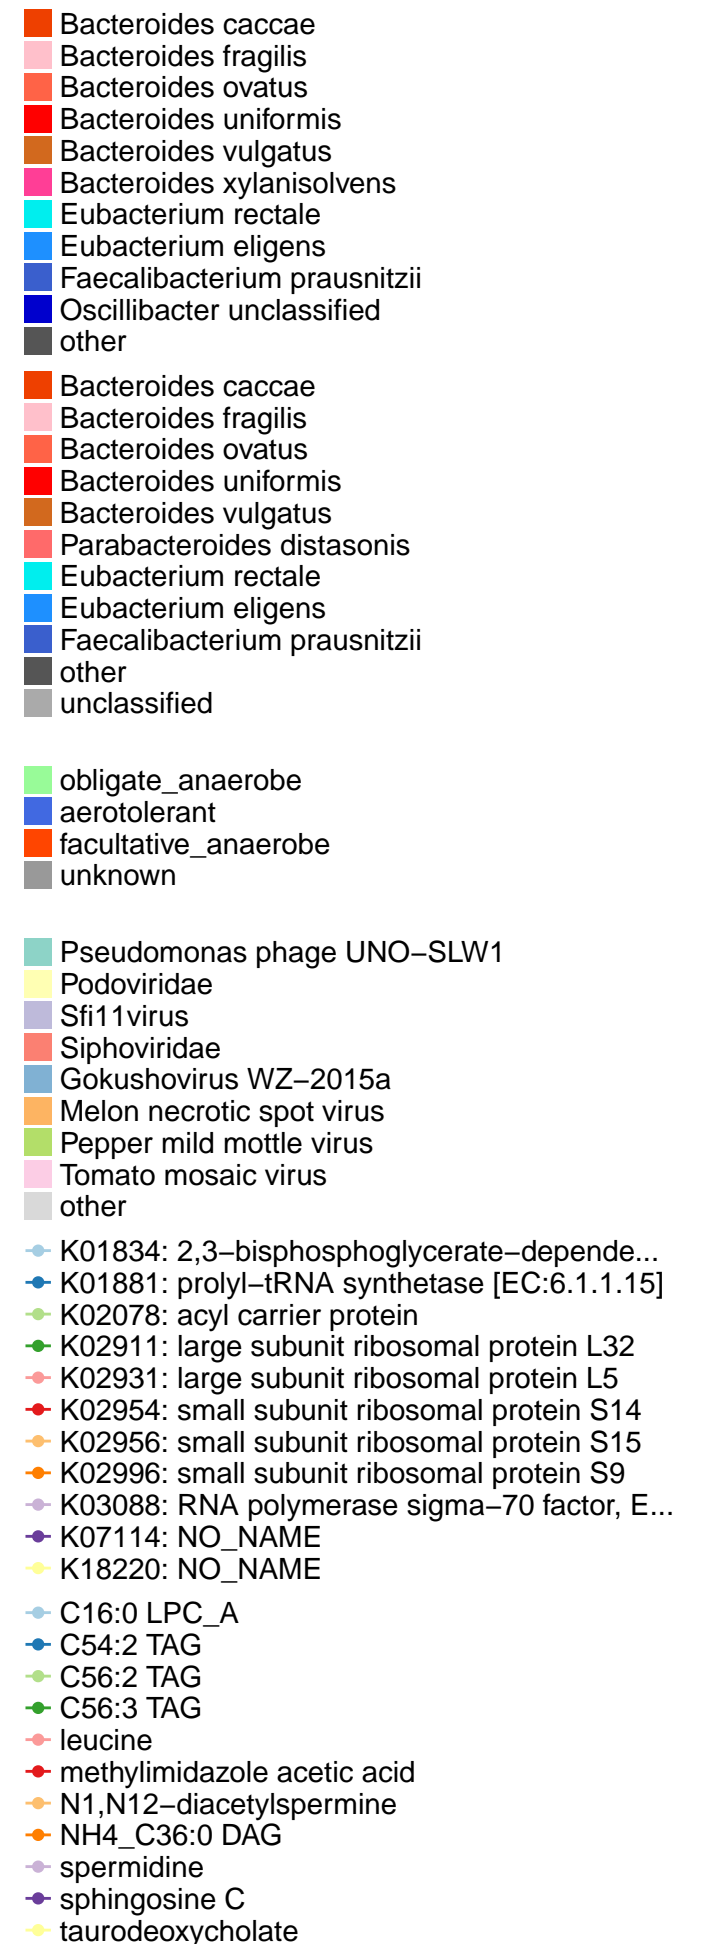 Bacteroides caccae
Bacteroides fragilis
Bacteroides ovatus
Bacteroides uniformis
Bacteroides vulgatus
Bacteroides xylanisolvens
Eubacterium rectale
Eubacterium eligens
Faecalibacterium prausnitzii
Oscillibacter unclassified
other
Bacteroides caccae
Bacteroides fragilis
Bacteroides ovatus
Bacteroides uniformis
Bacteroides vulgatus
Parabacteroides distasonis
Eubacterium rectale
Eubacterium eligens
Faecalibacterium prausnitzii
other
unclassified
obligate_anaerobe
aerotolerant
facultative_anaerobe
unknown
Pseudomonas phage UNO−SLW1
Podoviridae
Sfi11virus
Siphoviridae
Gokushovirus WZ−2015a
Melon necrotic spot virus
Pepper mild mottle virus
Tomato mosaic virus
other
K01834: 2,3−bisphosphoglycerate−depende...
K01881: prolyl−tRNA synthetase [EC:6.1.1.15]
K02078: acyl carrier protein
K02911: large subunit ribosomal protein L32
K02931: large subunit ribosomal protein L5
K02954: small subunit ribosomal protein S14
K02956: small subunit ribosomal protein S15
K02996: small subunit ribosomal protein S9
K03088: RNA polymerase sigma−70 factor, E...
K07114: NO_NAME
K18220: NO_NAME
C16:0 LPC_A
C54:2 TAG
C56:2 TAG
C56:3 TAG
leucine
methylimidazole acetic acid
N1,N12−diacetylspermine
NH4_C36:0 DAG
spermidine
sphingosine C
taurodeoxycholate